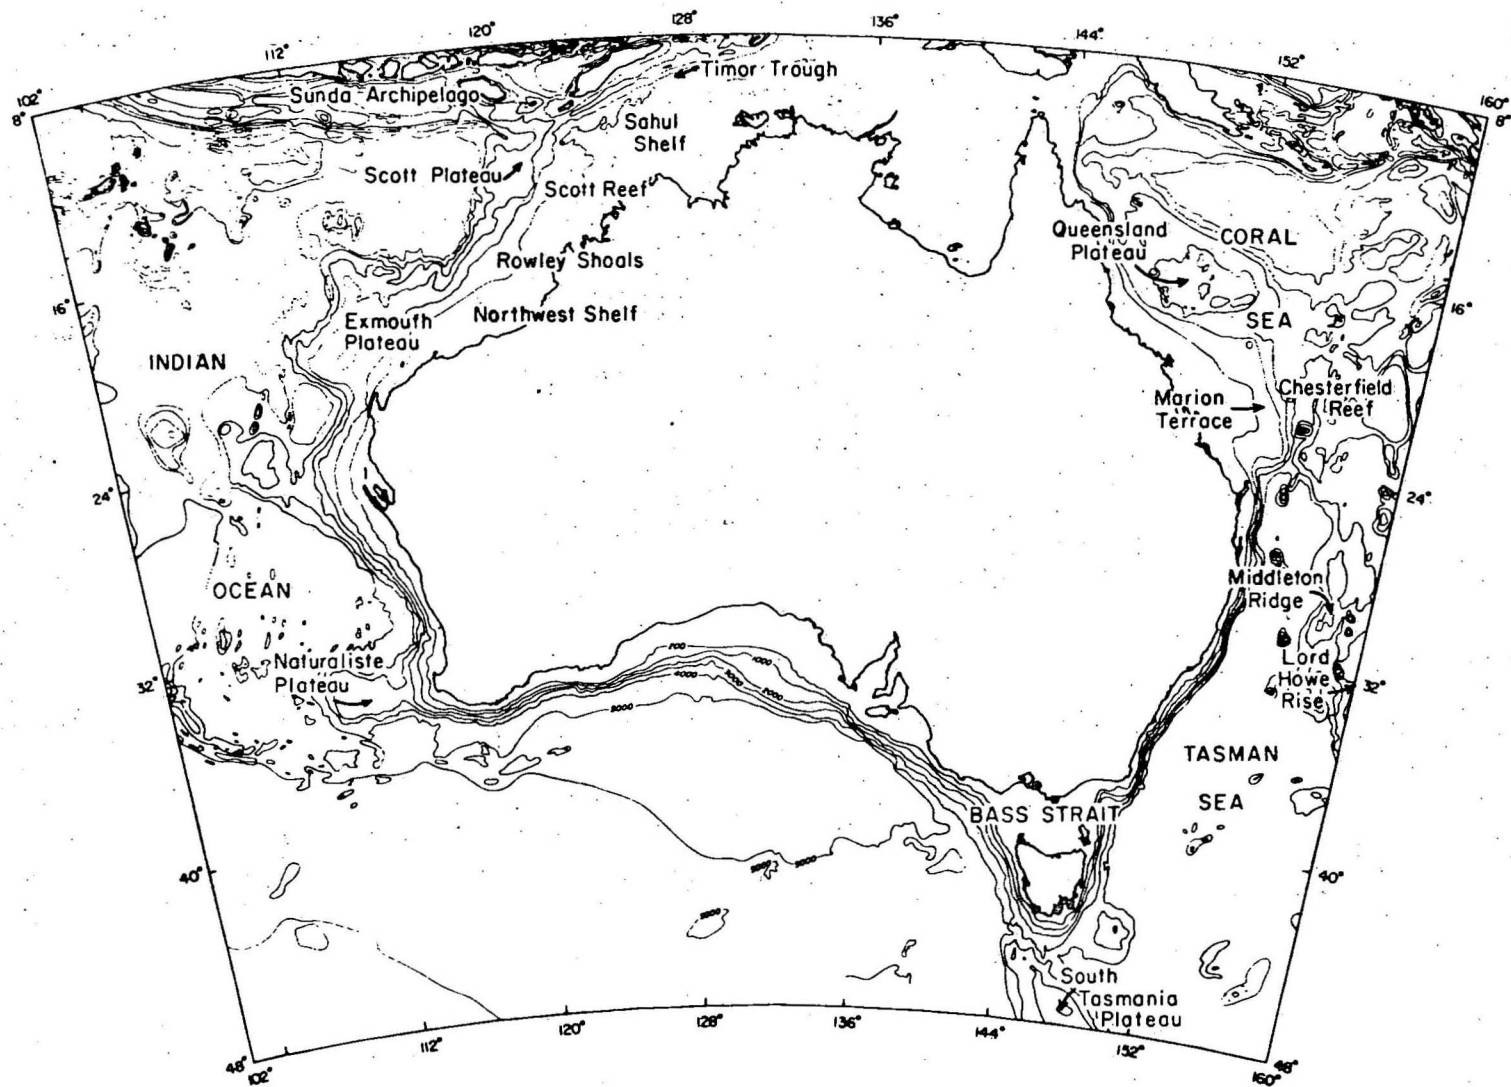 112°
120°
128°
136°
144°
152°
102°
8°
160°
8°
Timor Trough
Sunda Archipelago
Sahul
Shelf
Scott Plateau
Scott Reef
Queensland
Plateau
CORAL
Rowley Shoals
16°
Northwest Shelf
Exmouth
Plateau
SEA
16°
INDIAN
Marion
Terrace
Chesterfield
Reef
24°
24°
OCEAN
Middleton
Ridge
Naturaliste
Plateau
32°
200
1000
4000
3000
2000
5000
Lord
Howe
Rise
32°
TASMAN
SEA
BASS STRAIT
40°
5000
5000
40°
5000
South
Tasmania
Plateau
48°
102°
112°
120°
128°
136°
144°
152°
160°
48°